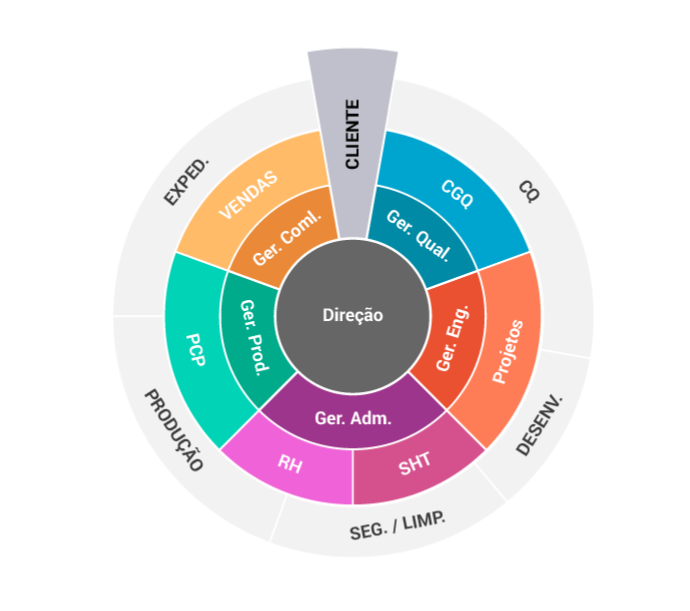 CLIENTE
EXPED.
CQ
VENDAS
CGQ
Ger. Coml.
Ger. Qual.
Direção
PCP
Ger. Prod.
Ger. Eng.
Projetos
Ger. Adm.
PRODUÇÃO
DESENV.
RH
SHT
SEG. / LIMP.